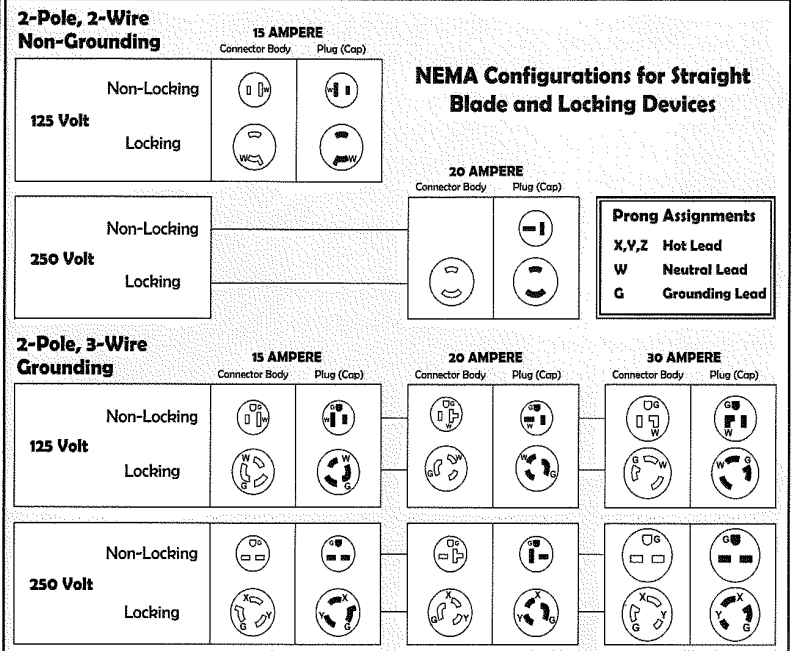 2-Pole, 2-Wire
Non-Grounding
15 AMPERE
Connector Body Plug (Cap)
Non-Locking
125 Volt
Locking
W W
W W
NEMA Configurations for Straight
Blade and Locking Devices
20 AMPERE
Connector Body Plug (Cap)
Non-Locking
250 Volt
Locking
Prong Assignments
X,Y,Z Hot Lead
W Neutral Lead
G Grounding Lead
2-Pole, 3-Wire
Grounding
15 AMPERE 20 AMPERE 30 AMPERE
Connector Body Plug (Cap) Connector Body Plug (Cap) Connector Body Plug (Cap)
Non-Locking
125 Volt
Locking
G G G G G G
W W W W W W
W W W W G W G
G G G G W W
Non-Locking
250 Volt
Locking
G G G G G G
X X X X X X
Y Y Y Y Y Y
G G G G G G